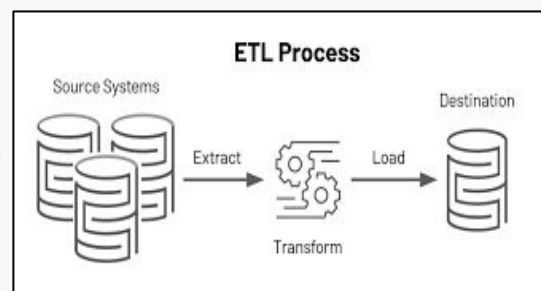 ETL Process
Source Systems
Destination
Extract
Load
Transform